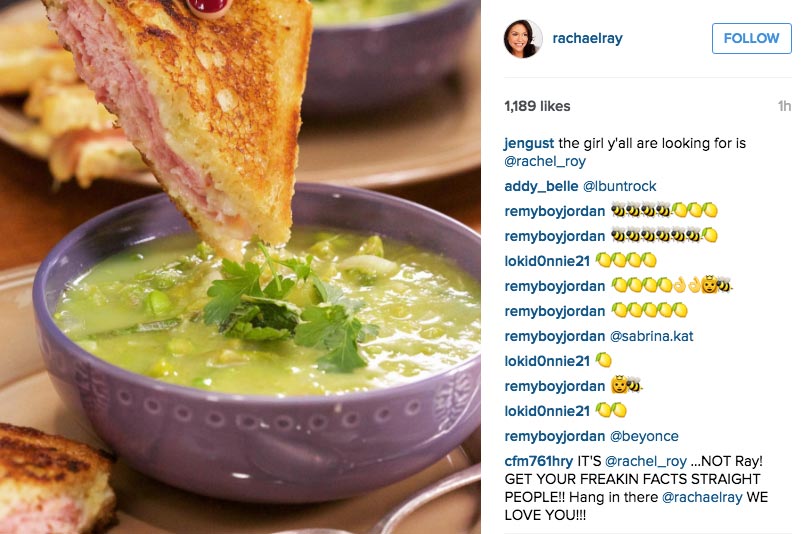 rachaelray
FOLLOW
1,189 likes
1h
jengust the girl y'all are looking for is
@rachel_roy
addy_belle @lbuntrock
remyboyjordan 🐝🐝🐝🐝🍋🍋🍋
remyboyjordan 🐝🐝🐝🐝🐝🐝🍋
lokid0nnie21 🍋🍋🍋🍋
remyboyjordan 🍋🍋🍋🍋👌👌👸🐝
remyboyjordan 🍋🍋🍋🍋🍋
remyboyjordan @sabrina.kat
lokid0nnie21 🍋
remyboyjordan 👸🐝
lokid0nnie21 🍋🍋
remyboyjordan @beyonce
cfm761hry IT'S @rachel_roy ...NOT Ray!
GET YOUR FREAKIN FACTS STRAIGHT
PEOPLE!! Hang in there @rachaelray WE
LOVE YOU!!!